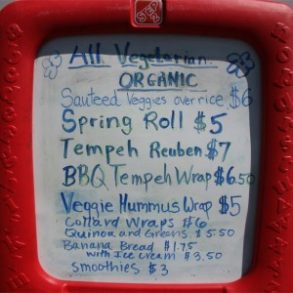 All Vegetarian
ORGANIC
Sauteed Veggies over rice $6
Spring Roll $5
Tempeh Reuben $7
BBQ Tempeh Wrap $6.50
Veggie Hummus Wrap $5
Collard Wraps $6
Quinoa and Greens $5.50
Banana Bread $1.75
with Ice Cream $3.50
Smoothies $3